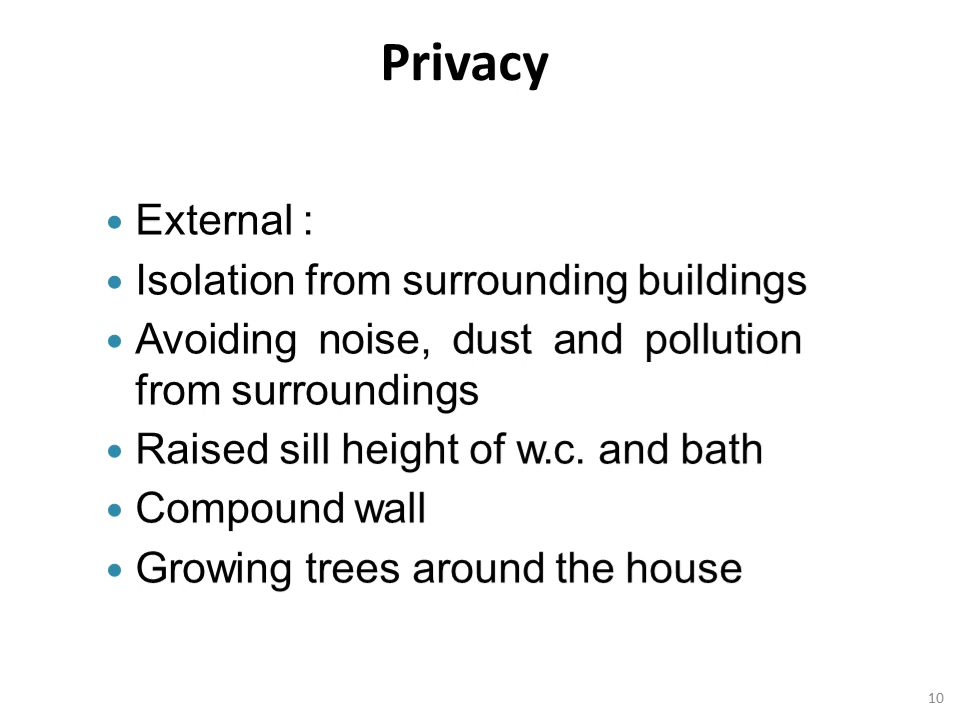 Privacy
• External :
• Isolation from surrounding buildings
• Avoiding noise, dust and pollution
from surroundings
• Raised sill height of w.c. and bath
• Compound wall
• Growing trees around the house
10